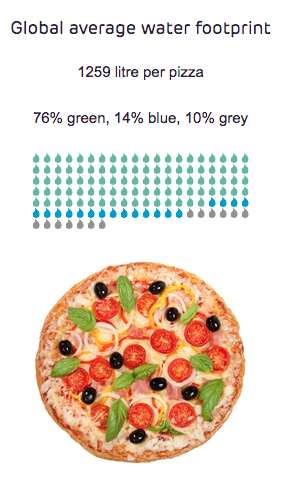 Global average water footprint
1259 litre per pizza
76% green, 14% blue, 10% grey